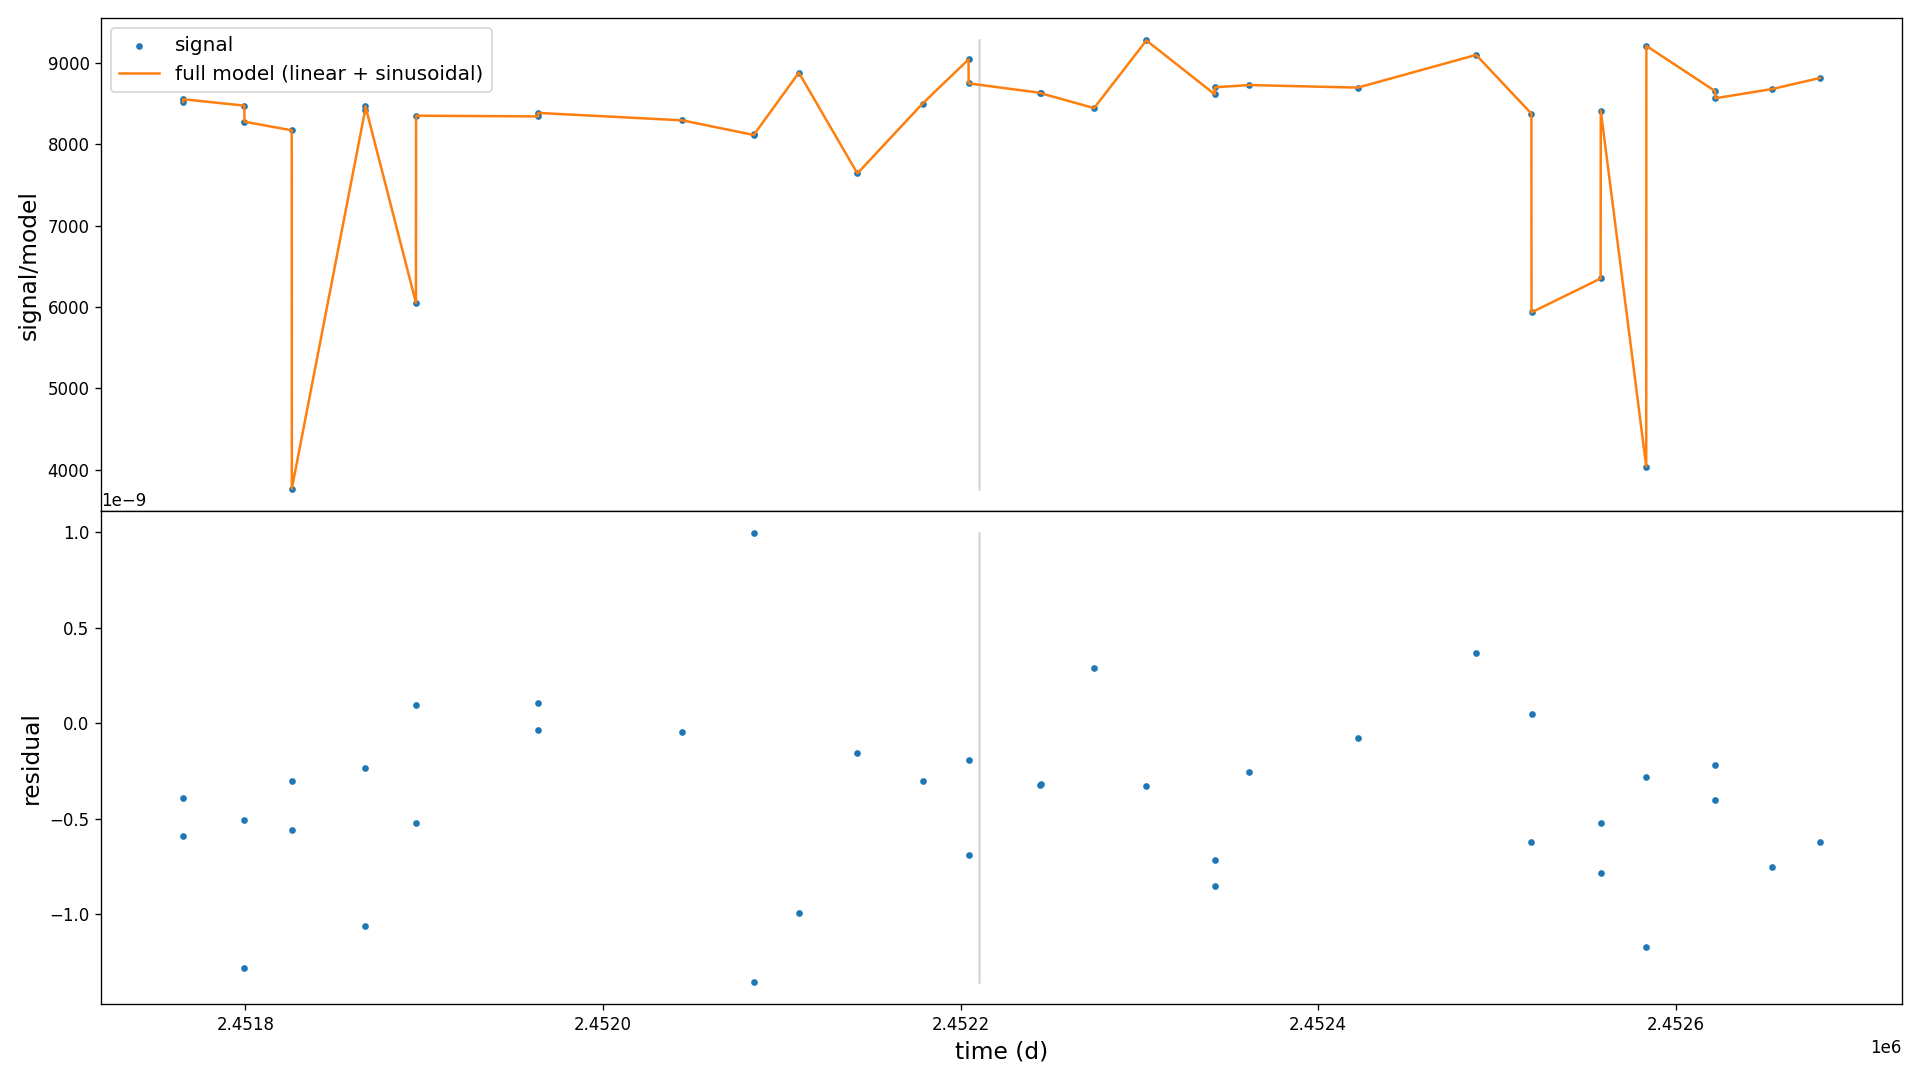 signal
full model (linear + sinusoidal)
9000
8000
7000
6000
5000
4000
signal/model
1e−9
1.0
0.5
0.0
−0.5
−1.0
residual
2.4518
2.4520
2.4522
2.4524
2.4526
time (d)
1e6